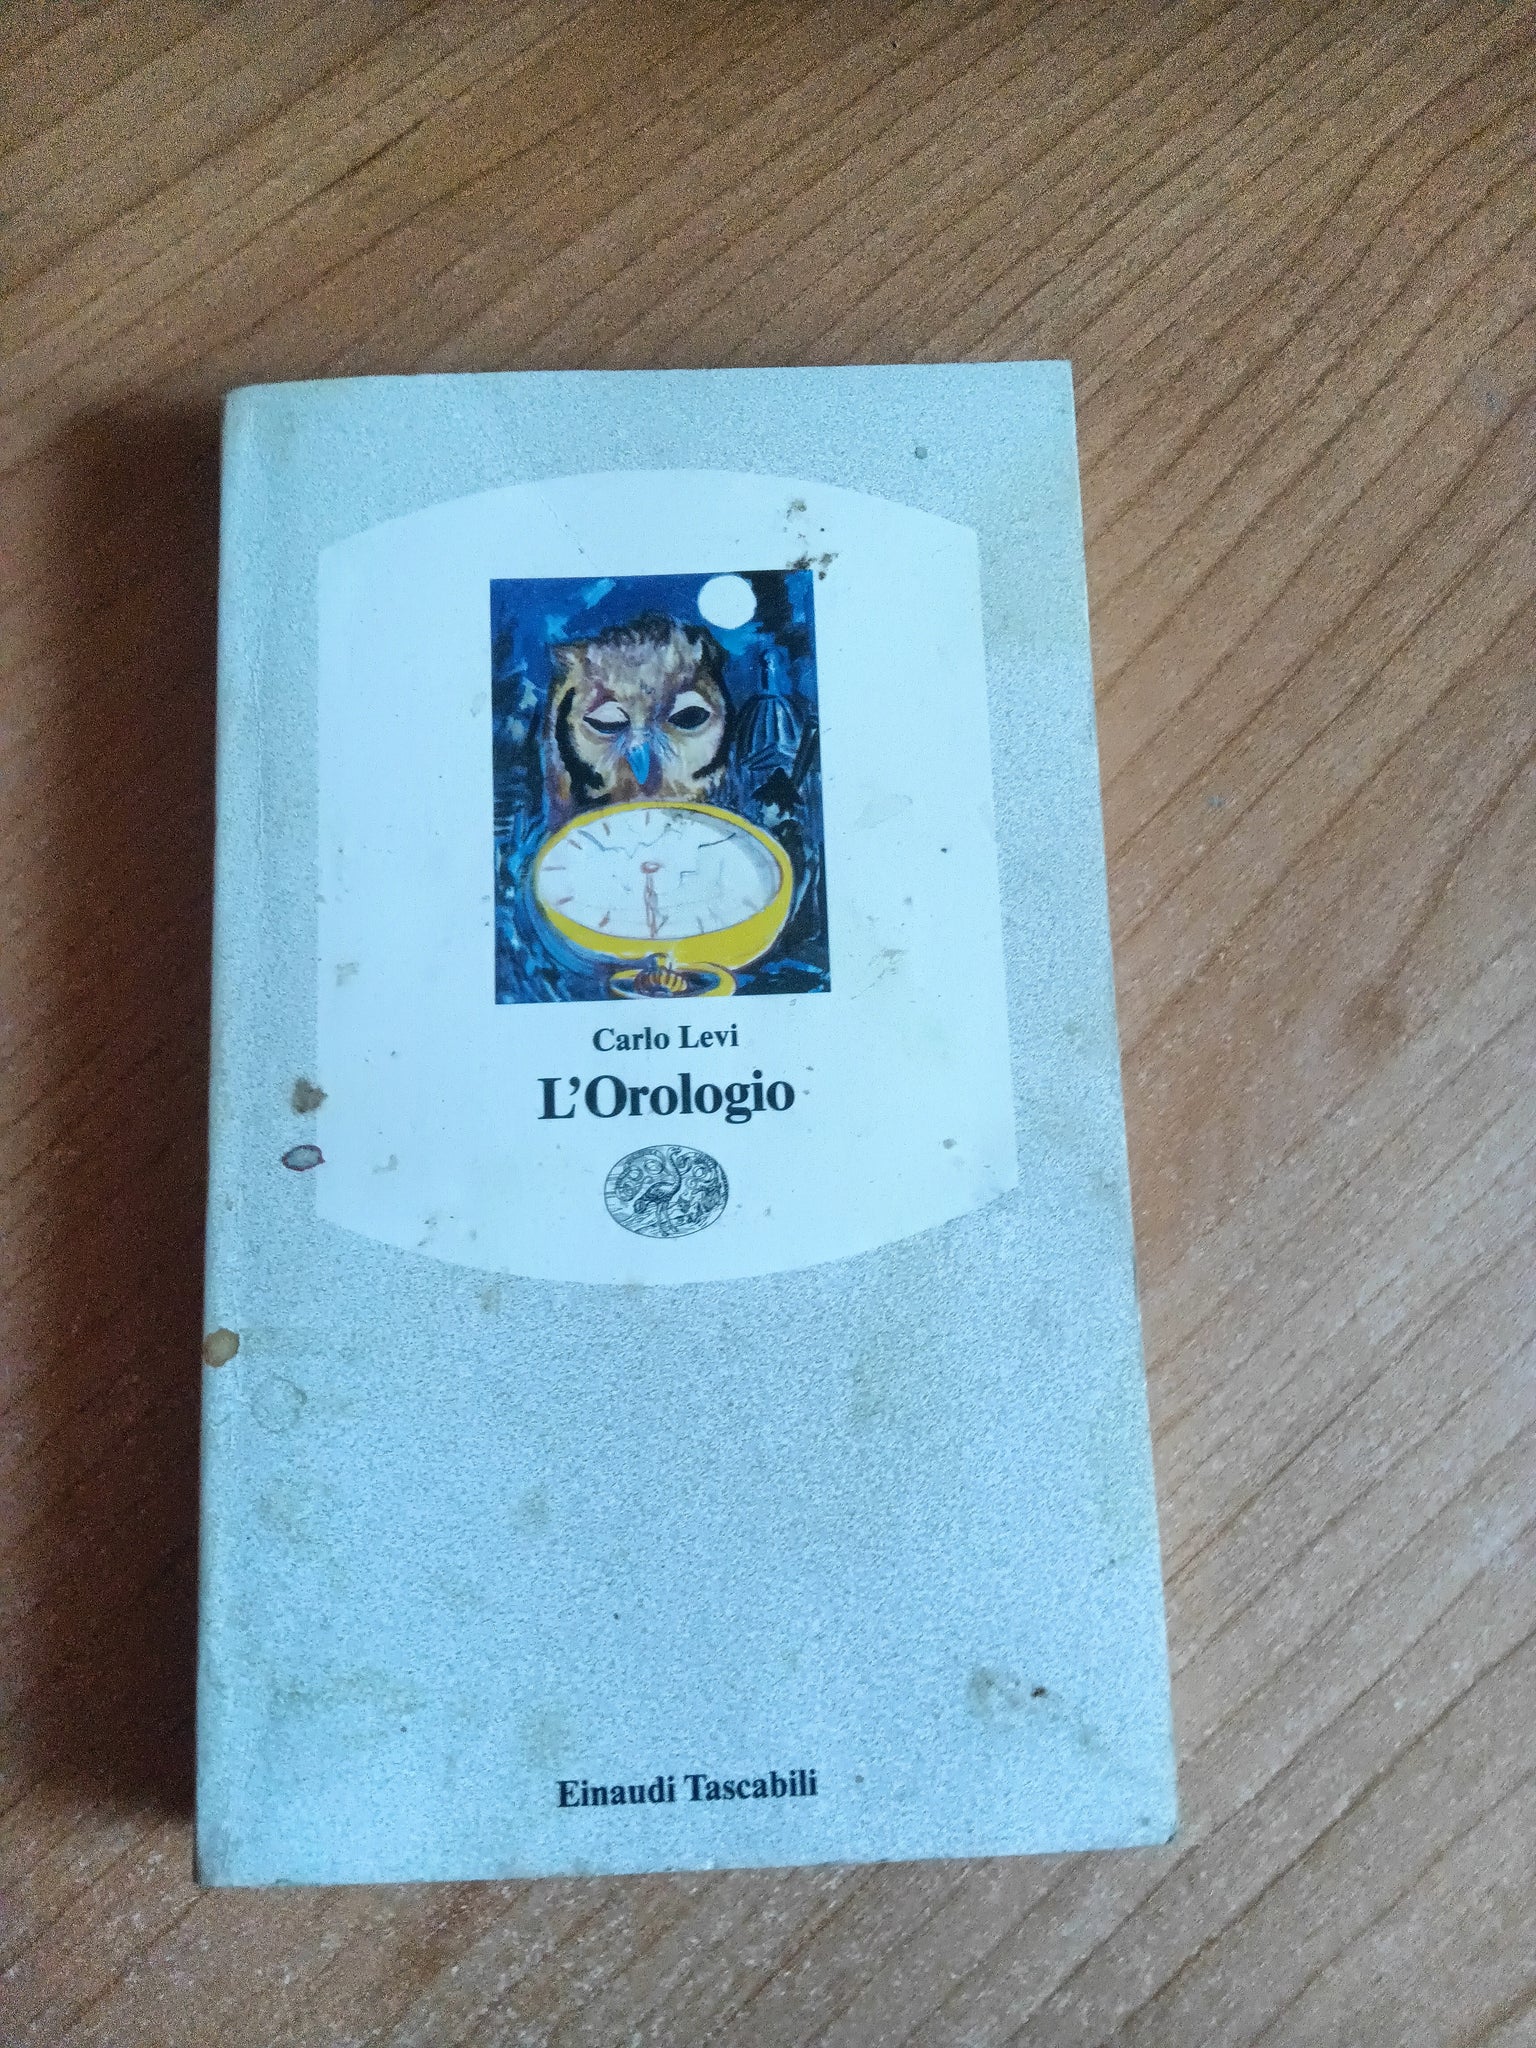 Carlo Levi
L'Orologio
Einaudi Tascabili